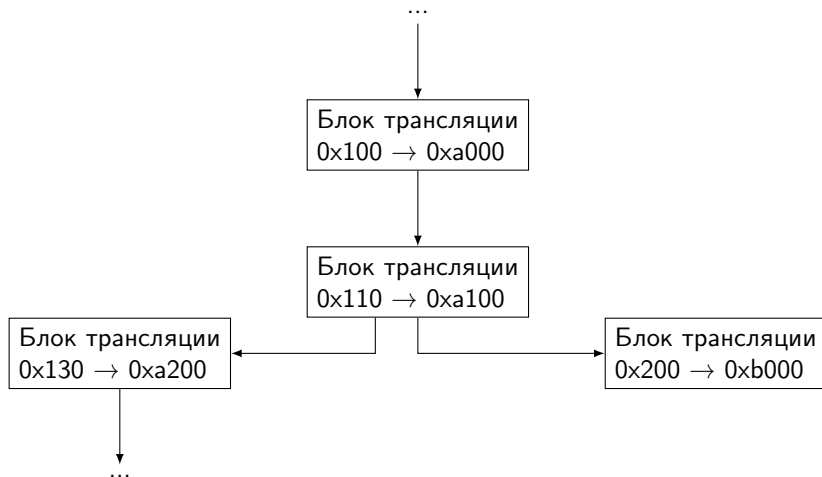 ...
Блок трансляции
0x100 → 0xa000
Блок трансляции
0x110 → 0xa100
Блок трансляции
0x130 → 0xa200
Блок трансляции
0x200 → 0xb000
...